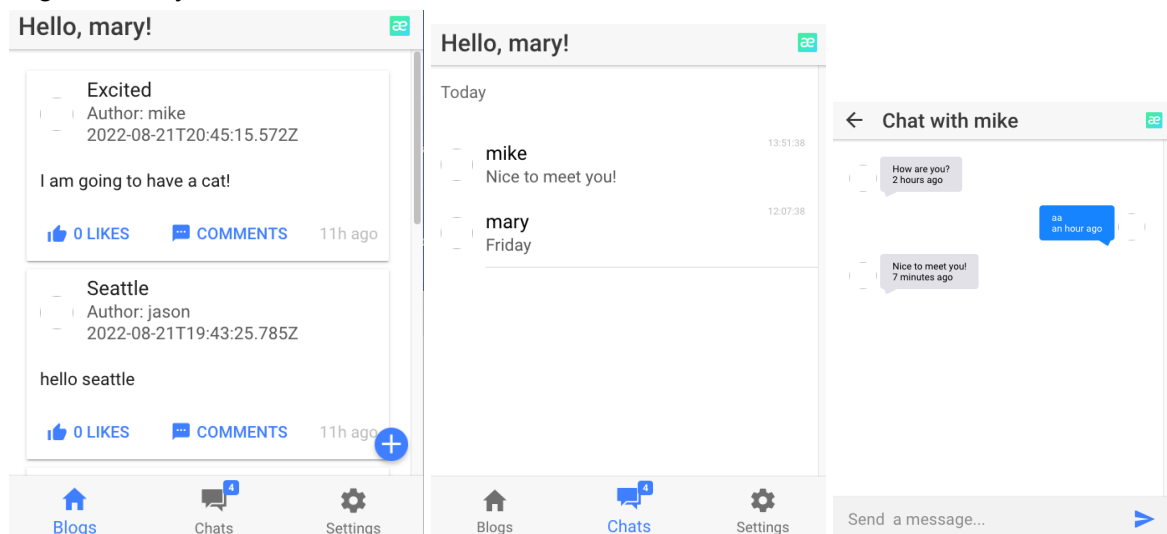 Hello, mary!
æ
Excited
Author: mike
2022-08-21T20:45:15.572Z
I am going to have a cat!
0 LIKES
COMMENTS
11h ago
Seattle
Author: jason
2022-08-21T19:43:25.785Z
hello seattle
0 LIKES
COMMENTS
11h ago
Blogs
4
Chats
Settings
Hello, mary!
æ
Today
mike
13:51:38
Nice to meet you!
mary
12:07:38
Friday
Blogs
4
Chats
Settings
Chat with mike
æ
How are you?
2 hours ago
aa
an hour ago
Nice to meet you!
7 minutes ago
Send a message...